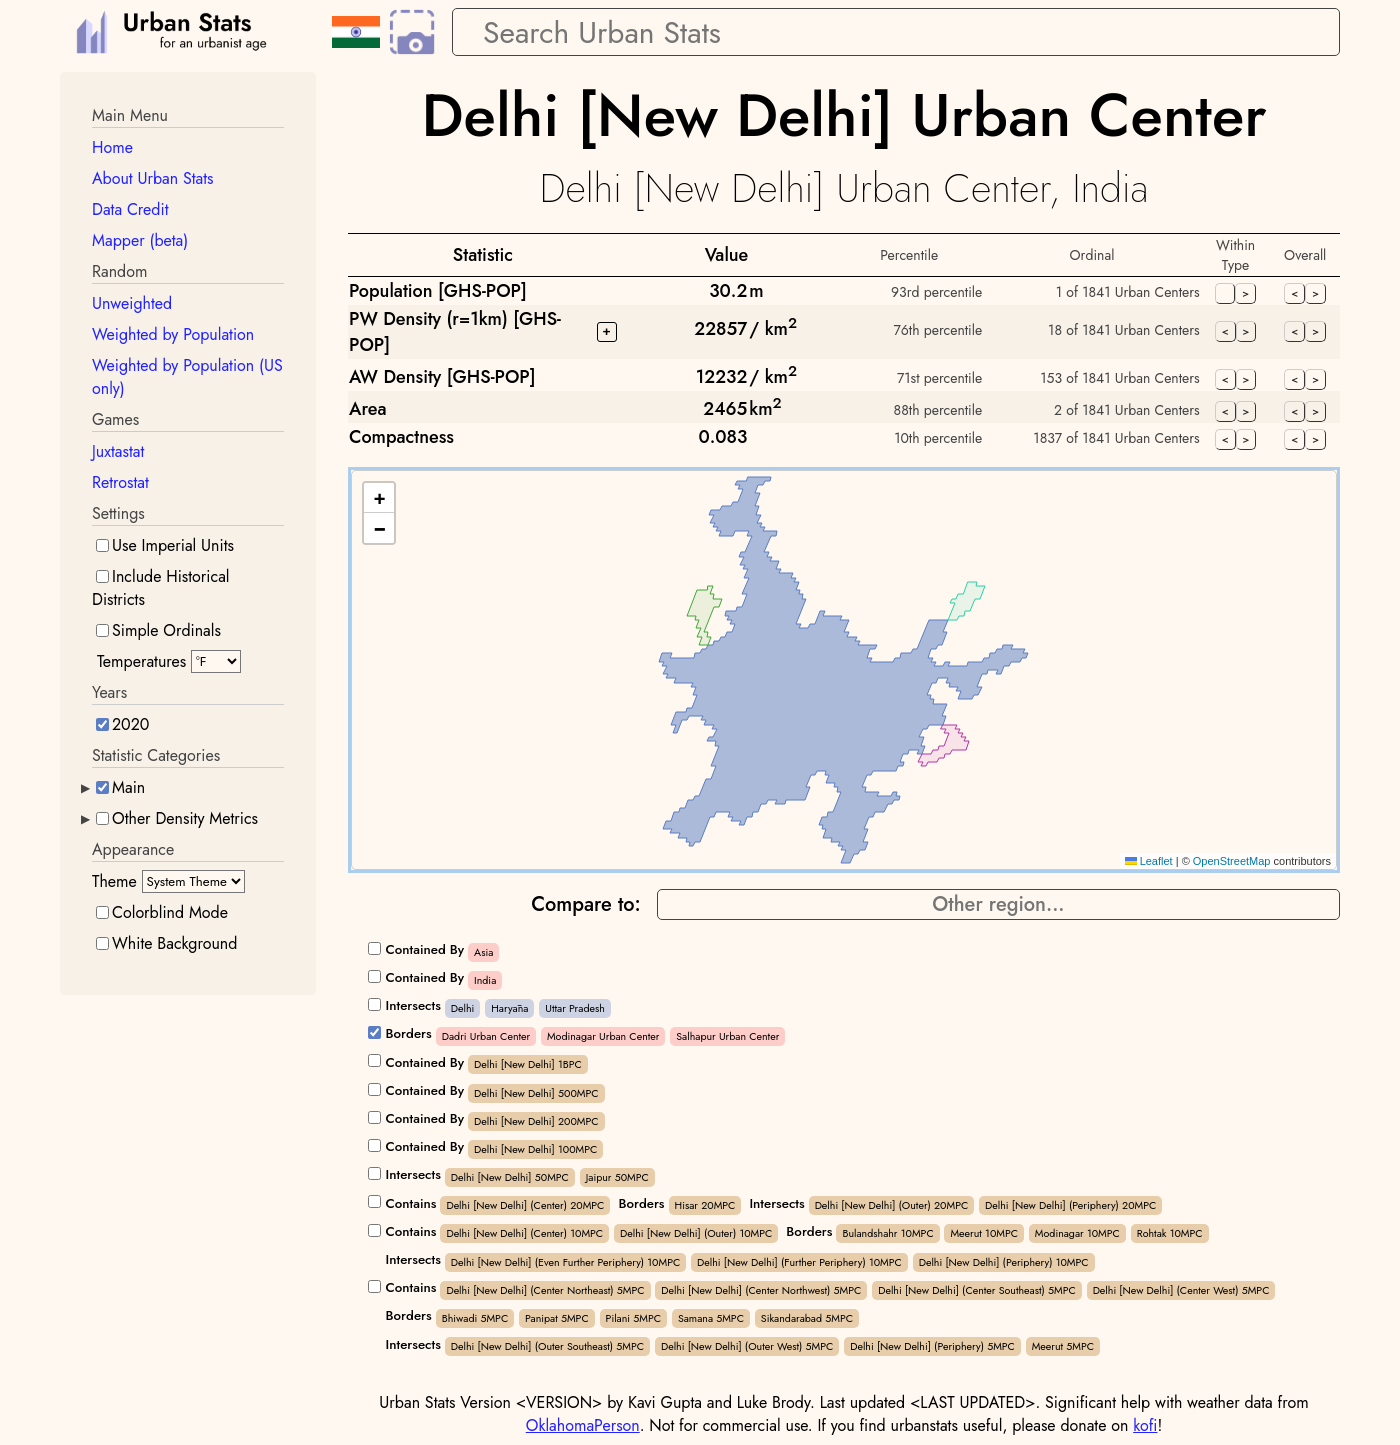 Urban Stats
for an urbanist age
Search Urban Stats
Main Menu
Home
About Urban Stats
Data Credit
Mapper (beta)
Random
Unweighted
Weighted by Population
Weighted by Population (US
only)
Games
Juxtastat
Retrostat
Settings
Use Imperial Units
Include Historical
Districts
Simple Ordinals
Temperatures °F
Years
2020
Statistic Categories
Main
Other Density Metrics
Appearance
Theme System Theme
Colorblind Mode
White Background
Delhi [New Delhi] Urban Center
Delhi [New Delhi] Urban Center, India
Statistic Value Percentile Ordinal Within Type Overall
Population [GHS-POP] 30.2 m 93rd percentile 1 of 1841 Urban Centers > < >
PW Density (r=1km) [GHS-
POP] + 22857 / km2 76th percentile 18 of 1841 Urban Centers < > < >
AW Density [GHS-POP] 12232 / km2 71st percentile 153 of 1841 Urban Centers < > < >
Area 2465 km2 88th percentile 2 of 1841 Urban Centers < > < >
Compactness 0.083 10th percentile 1837 of 1841 Urban Centers < > < >
+
−
Leaflet | © OpenStreetMap contributors
Compare to: Other region...
Contained By Asia
Contained By India
Intersects Delhi Haryāna Uttar Pradesh
Borders Dadri Urban Center Modinagar Urban Center Salhapur Urban Center
Contained By Delhi [New Delhi] 1BPC
Contained By Delhi [New Delhi] 500MPC
Contained By Delhi [New Delhi] 200MPC
Contained By Delhi [New Delhi] 100MPC
Intersects Delhi [New Delhi] 50MPC Jaipur 50MPC
Contains Delhi [New Delhi] (Center) 20MPC Borders Hisar 20MPC Intersects Delhi [New Delhi] (Outer) 20MPC Delhi [New Delhi] (Periphery) 20MPC
Contains Delhi [New Delhi] (Center) 10MPC Delhi [New Delhi] (Outer) 10MPC Borders Bulandshahr 10MPC Meerut 10MPC Modinagar 10MPC Rohtak 10MPC
Intersects Delhi [New Delhi] (Even Further Periphery) 10MPC Delhi [New Delhi] (Further Periphery) 10MPC Delhi [New Delhi] (Periphery) 10MPC
Contains Delhi [New Delhi] (Center Northeast) 5MPC Delhi [New Delhi] (Center Northwest) 5MPC Delhi [New Delhi] (Center Southeast) 5MPC Delhi [New Delhi] (Center West) 5MPC
Borders Bhiwadi 5MPC Panipat 5MPC Pilani 5MPC Samana 5MPC Sikandarabad 5MPC
Intersects Delhi [New Delhi] (Outer Southeast) 5MPC Delhi [New Delhi] (Outer West) 5MPC Delhi [New Delhi] (Periphery) 5MPC Meerut 5MPC
Urban Stats Version <VERSION> by Kavi Gupta and Luke Brody. Last updated <LAST UPDATED>. Significant help with weather data from
OklahomaPerson. Not for commercial use. If you find urbanstats useful, please donate on kofi!